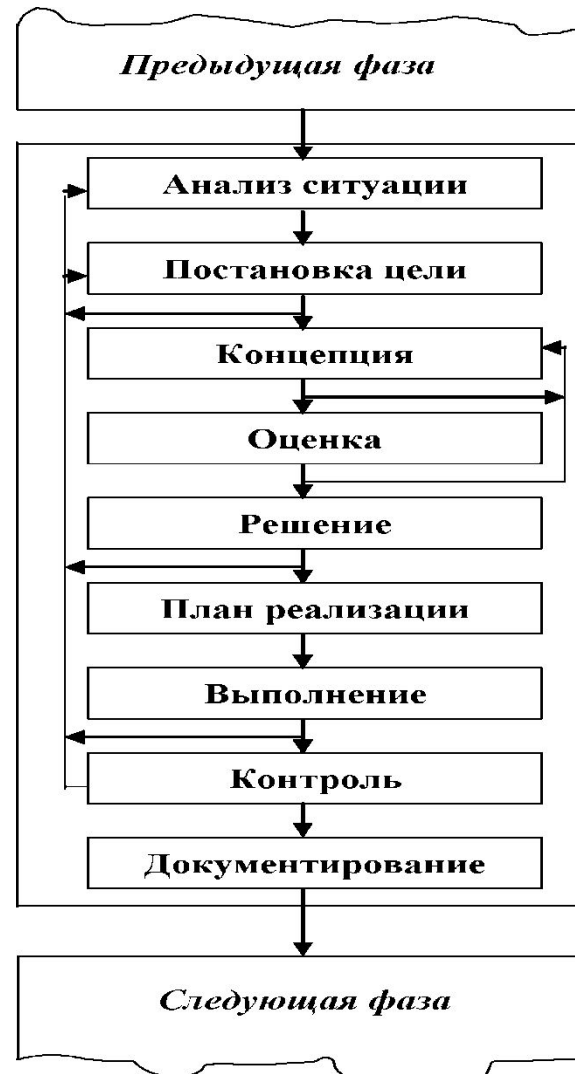 Предыдущая фаза
Анализ ситуации
Постановка цели
Концепция
Оценка
Решение
План реализации
Выполнение
Контроль
Документирование
Следующая фаза